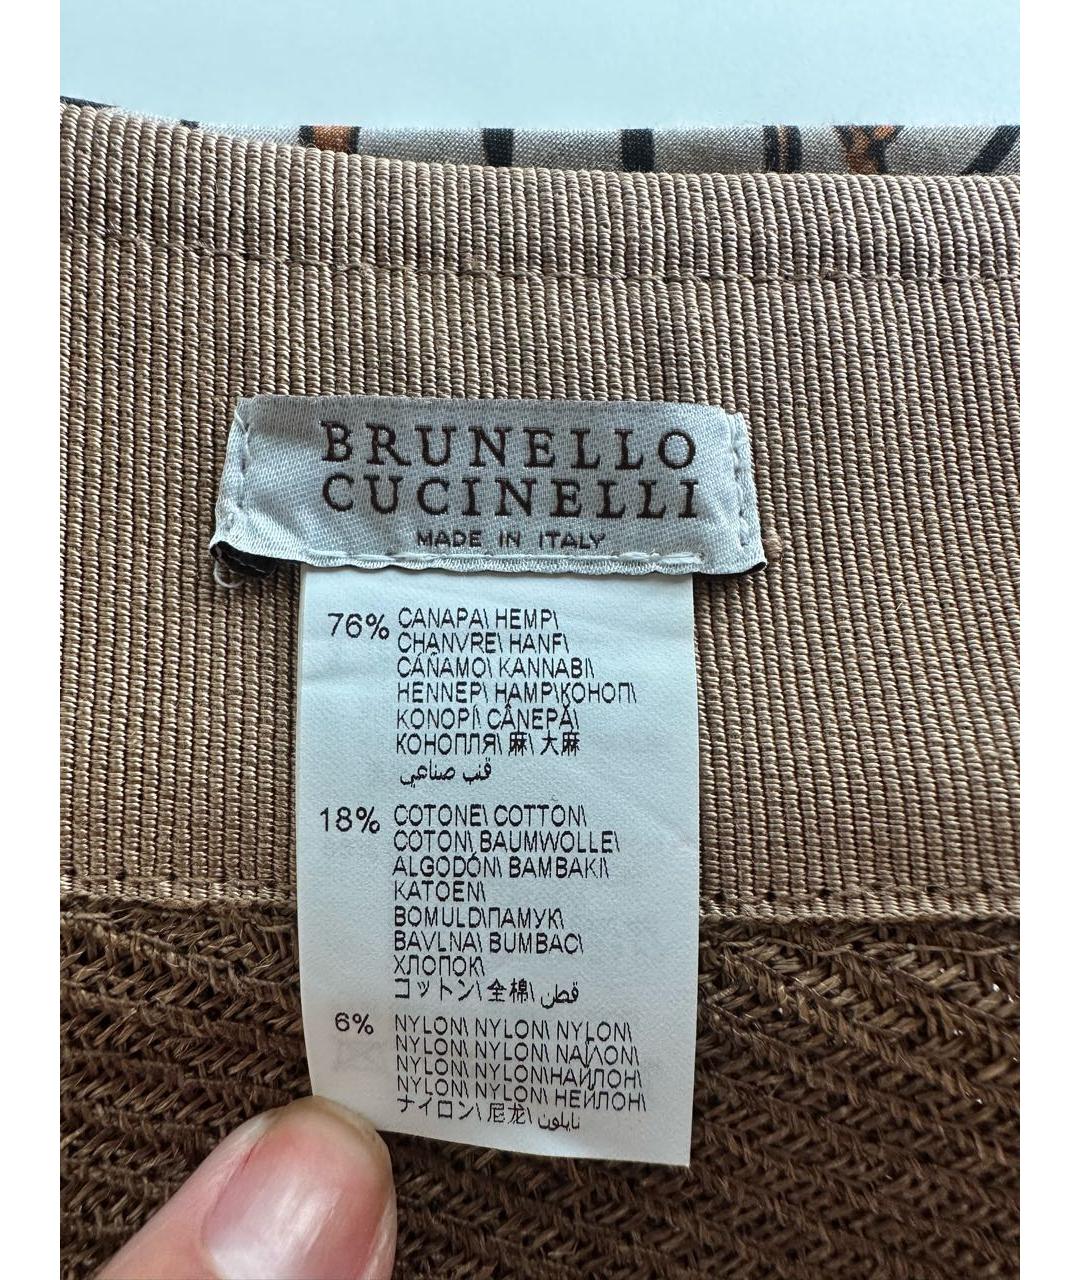 BRUNELLO
CUCINELLI
MADE IN ITALY
76% CANAPA\ HEMP\
CHANVRE\ HANF\
CÁÑAMO\ KANNABI\
HENNEP\ HAMP\КОНОП\
KONOPÍ\ CÂNEPĂ\
КОНОПЛЯ\ 麻\ 大麻
قنب صناعي
18% COTONE\ COTTON\
COTON\ BAUMWOLLE\
ALGODÓN\ BAMBAKI\
KATOEN\
BOMULD\ПАМУК\
BAVLNA\ BUMBAC\
ХЛОПОК\
コットン\ 全棉\ قطن
6% NYLON\ NYLON\ NYLON\
NYLON\ NYLON\ ΝΑΪΛΟΝ\
NYLON\ NYLON\НАЙЛОН\
NYLON\ NYLON\ НЕЙЛОН\
ナイロン\ 尼龙\ نايلون